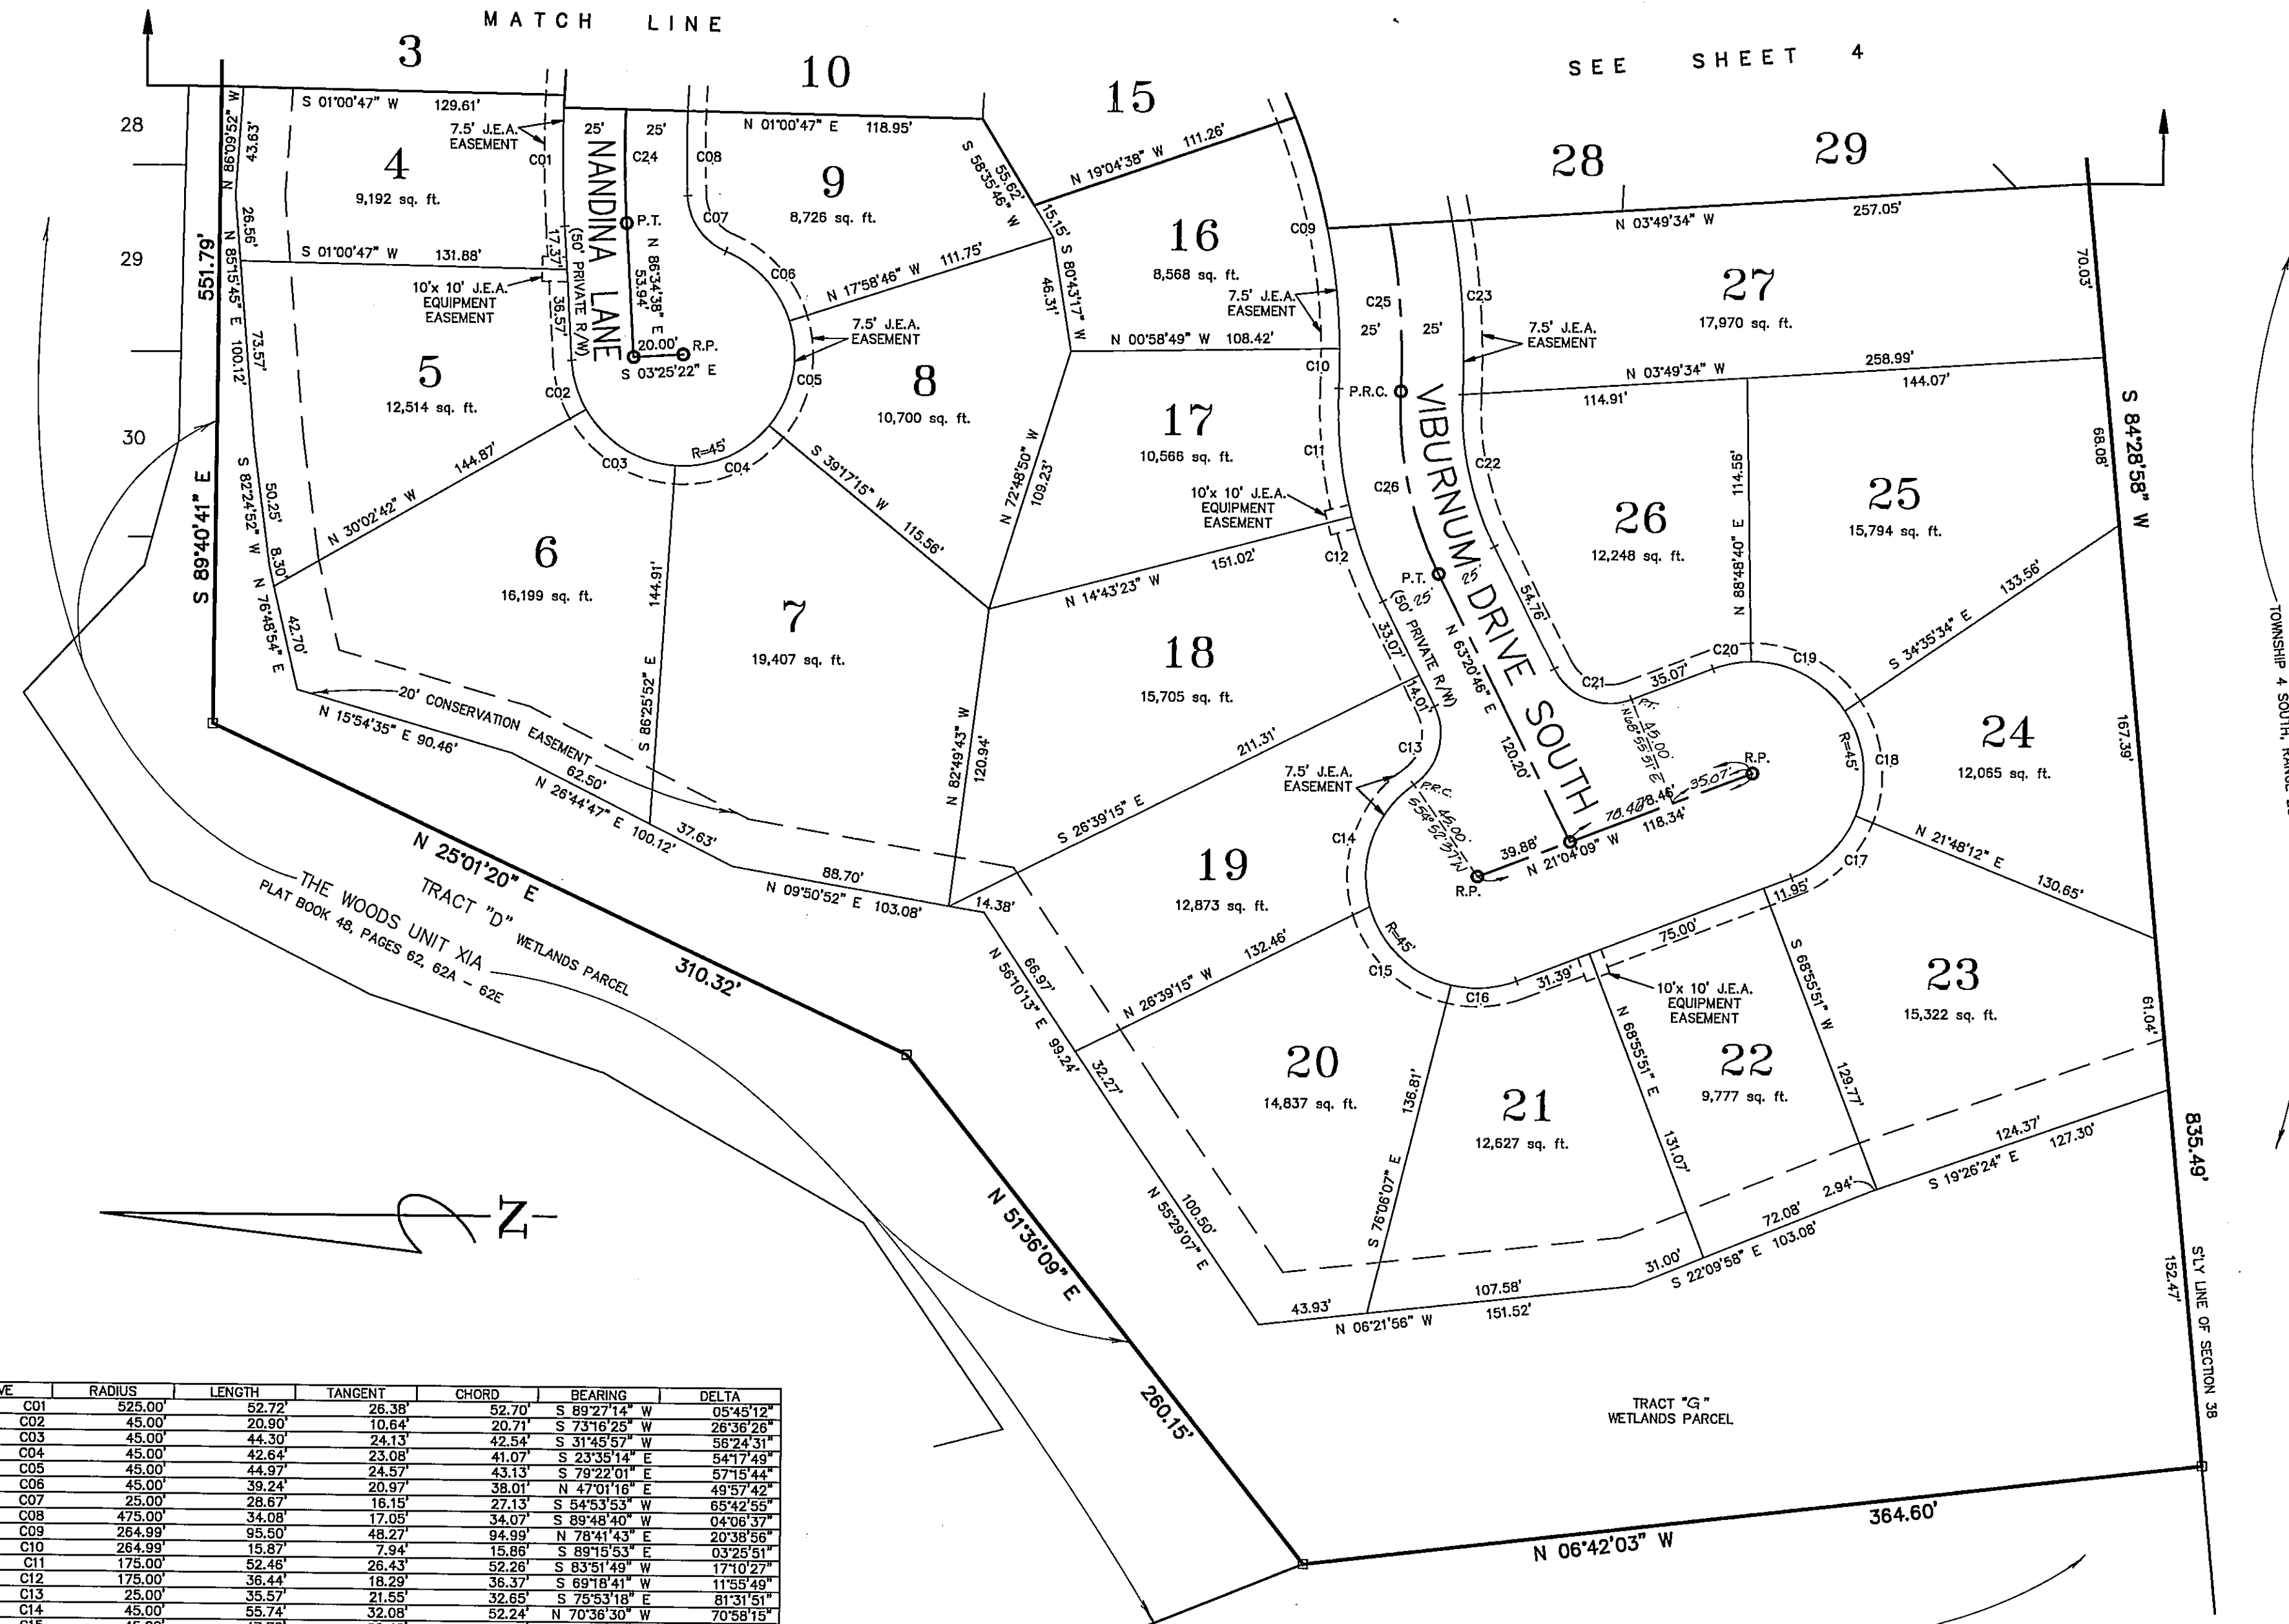 MATCH LINE
SEE SHEET 4
3
10
15
28
29
28
29
30
S 01°00'47" W 129.61'
7.5' J.E.A.
EASEMENT
4
9,192 sq. ft.
N 86°09'52" W
43.63'
26.56'
N 85°15'45" E 100.12'
73.57'
S 01°00'47" W 131.88'
10'x 10' J.E.A.
EQUIPMENT
EASEMENT
5
12,514 sq. ft.
551.79'
S 89°40'41" E
50.25'
S 82°24'52" W
8.30'
N 76°48'54" E
42.70'
C01
17.37'
36.57'
C02
25'
25'
C24
C08
NANDINA LANE
(50' PRIVATE R/W)
P.T.
N 86°34'38" E
53.94'
20.00'
R.P.
S 03°25'22" E
C07
C06
C05
R=45'
C03
C04
N 01°00'47" E 118.95'
9
8,726 sq. ft.
N 17°58'46" W 111.75'
7.5' J.E.A.
EASEMENT
8
10,700 sq. ft.
S 58°35'46" W
55.62'
15.15'
S 80°43'17" W
46.31'
N 72°48'50" W
109.23'
S 39°17'15" W 115.56'
N 30°02'42" W 144.87'
6
16,199 sq. ft.
S 86°25'52" E 144.91'
7
19,407 sq. ft.
20' CONSERVATION EASEMENT
N 15°54'35" E 90.46'
62.50'
N 26°44'47" E 100.12'
37.63'
88.70'
N 09°50'52" E 103.08'
14.38'
N 82°49'43" W 120.94'
N 19°04'38" W 111.26'
16
8,568 sq. ft.
7.5' J.E.A.
EASEMENT
C09
N 00°58'49" W 108.42'
C10
17
10,566 sq. ft.
C11
10'x 10' J.E.A.
EQUIPMENT
EASEMENT
C12
N 14°43'23" W 151.02'
18
15,705 sq. ft.
33.07'
14.01'
S 26°39'15" E 211.31'
C13
7.5' J.E.A.
EASEMENT
C14
19
12,873 sq. ft.
N 26°39'15" W 132.46'
R=45'
C15
C16
C25
25'
25'
P.R.C.
C26
P.T.
25'
25'
VIBURNUM DRIVE SOUTH
(50' PRIVATE R/W)
N 63°20'46" E 120.20'
C23
7.5' J.E.A.
EASEMENT
C22
54.76'
C21
35.07'
C20
C19
C18
C17
R=45'
P.T.
45.00'
N68°55'51"E
P.R.C.
45.00'
S54°52'37"W
R.P.
R.P.
39.88'
78.46'
78.46'
35.07'
N 21°04'09" W 118.34'
N 03°49'34" W 257.05'
27
17,970 sq. ft.
70.03'
N 03°49'34" W 258.99'
114.91'
144.07'
26
12,248 sq. ft.
N 88°48'40" E 114.56'
25
15,794 sq. ft.
68.08'
S 84°28'58" W
S 34°35'34" E 133.56'
24
12,065 sq. ft.
167.39'
N 21°48'12" E 130.65'
23
15,322 sq. ft.
61.04'
31.39'
75.00'
11.95'
10'x 10' J.E.A.
EQUIPMENT
EASEMENT
S 68°55'51" W 129.77'
22
9,777 sq. ft.
N 68°55'51" E 131.07'
21
12,627 sq. ft.
S 76°06'07" E 136.81'
20
14,837 sq. ft.
66.97'
N 56°10'13" E 99.24'
32.27'
100.50'
N 55°29'07" E
43.93'
107.58'
N 06°21'56" W 151.52'
31.00'
72.08'
S 22°09'58" E 103.08'
2.94'
124.37'
S 19°26'24" E 127.30'
835.49'
152.47'
S'LY LINE OF SECTION 38
TOWNSHIP 4 SOUTH,
TRACT "G"
WETLANDS PARCEL
N 06°42'03" W 364.60'
N 51°36'09" E 260.15'
N 25°01'20" E 310.32'
TRACT "D" WETLANDS PARCEL
THE WOODS UNIT XIA
PLAT BOOK 48, PAGES 62, 62A - 62E
N
RADIUS LENGTH TANGENT CHORD BEARING DELTA
C01 525.00' 52.72' 26.38' 52.70' S 89°27'14" W 05°45'12"
C02 45.00' 20.90' 10.64' 20.71' S 73°16'25" W 26°36'26"
C03 45.00' 44.30' 24.13' 42.54' S 31°45'57" W 56°24'31"
C04 45.00' 42.64' 23.08' 41.07' S 23°35'14" E 54°17'49"
C05 45.00' 44.97' 24.57' 43.13' S 79°22'01" E 57°15'44"
C06 45.00' 39.24' 20.97' 38.01' N 47°01'16" E 49°57'42"
C07 25.00' 28.67' 16.15' 27.13' S 54°53'53" W 65°42'55"
C08 475.00' 34.08' 17.05' 34.07' S 89°48'40" W 04°06'37"
C09 264.99' 95.50' 48.27' 94.99' N 78°41'43" E 20°38'56"
C10 264.99' 15.87' 7.94' 15.86' S 89°15'53" E 03°25'51"
C11 175.00' 52.46' 26.43' 52.26' S 83°51'49" W 17°10'27"
C12 175.00' 36.44' 18.29' 36.37' S 69°18'41" W 11°55'49"
C13 25.00' 35.57' 21.55' 32.65' S 75°53'18" E 81°31'51"
C14 45.00' 55.74' 32.08' 52.24' N 70°36'30" W 70°58'15"